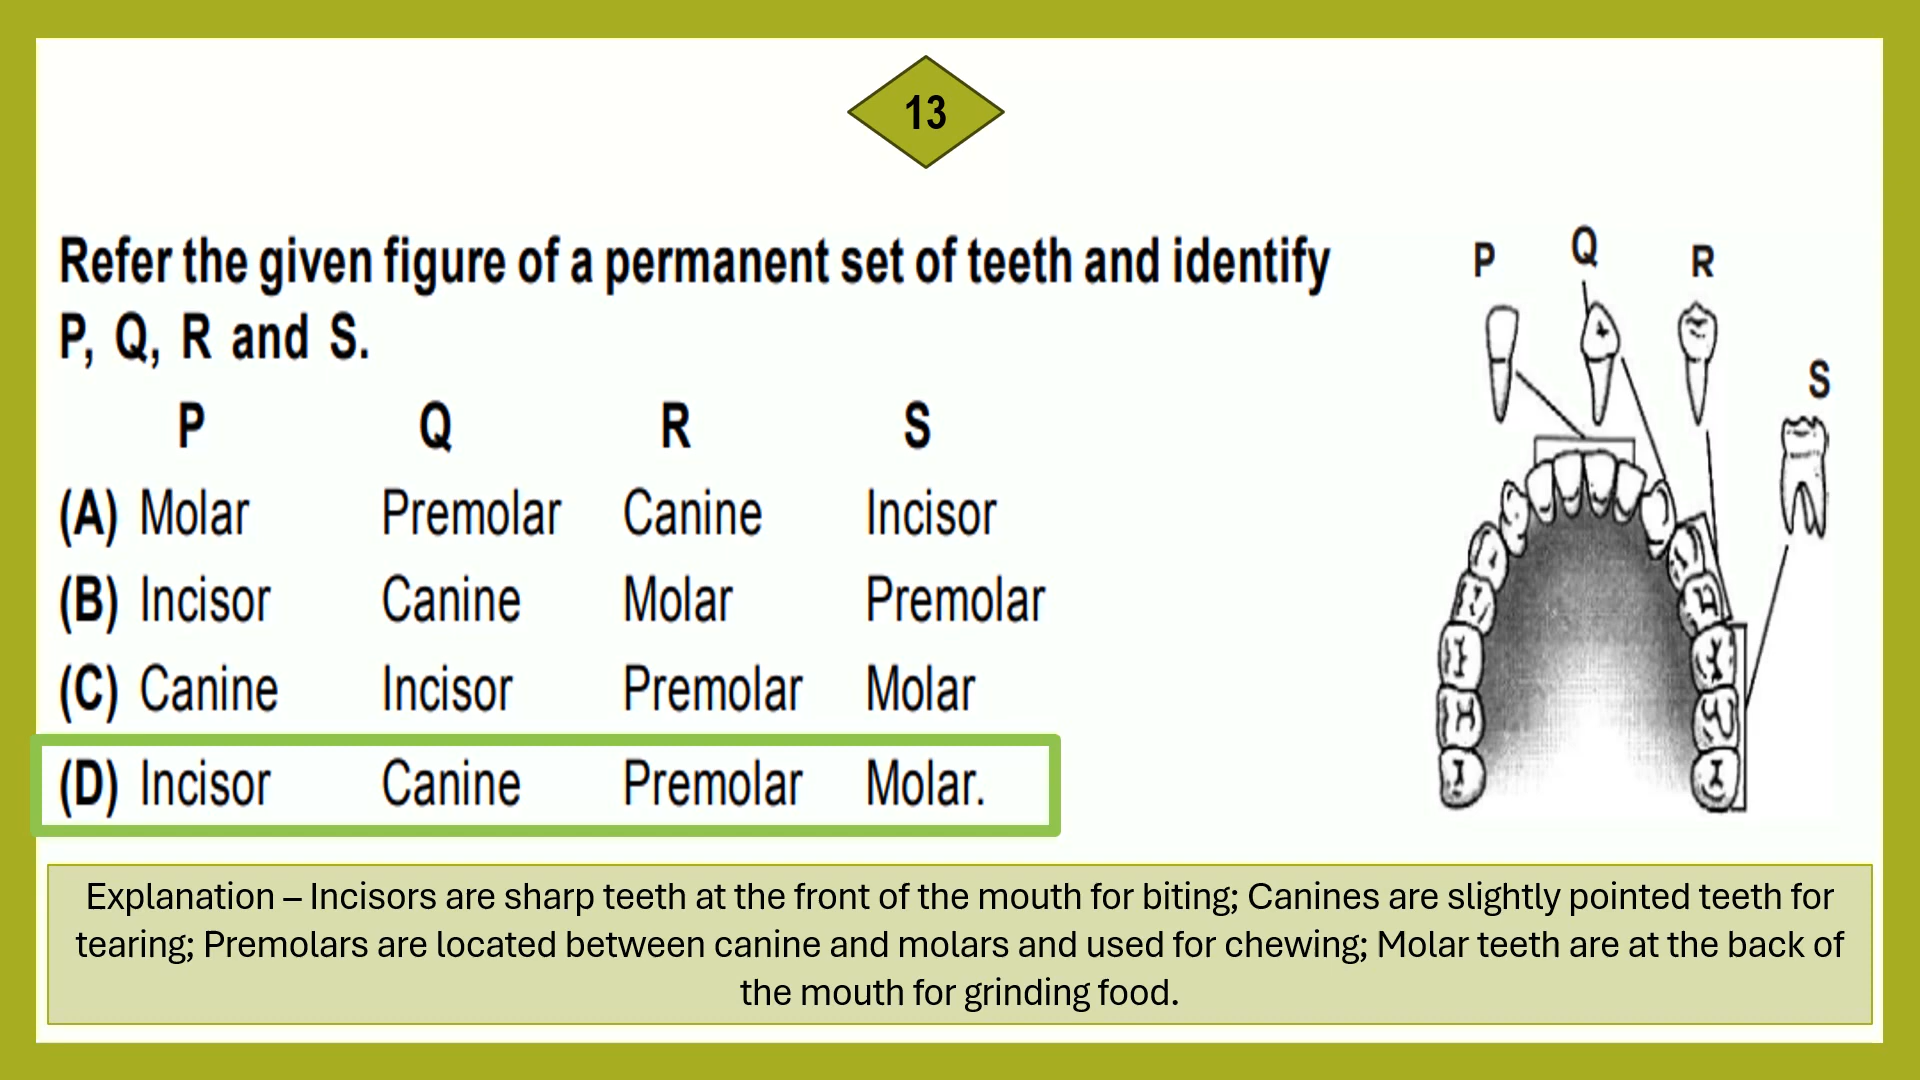 13
Refer the given figure of a permanent set of teeth and identify
P, Q, R and S.
P Q R S
(A) Molar Premolar Canine Incisor
(B) Incisor Canine Molar Premolar
(C) Canine Incisor Premolar Molar
(D) Incisor Canine Premolar Molar.
P Q R
S
Explanation – Incisors are sharp teeth at the front of the mouth for biting; Canines are slightly pointed teeth for
tearing; Premolars are located between canine and molars and used for chewing; Molar teeth are at the back of
the mouth for grinding food.